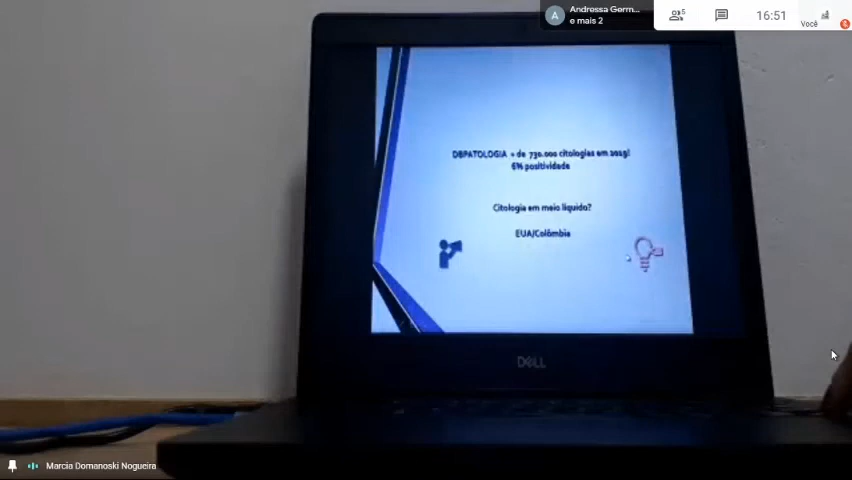 Andressa Germ...
e mais 2
A
5
16:51
Você
DBPATOLOGIA + de 730.000 citologias em 2019!
6% positividade
Citologia em meio líquido?
EUA/Colômbia
DELL
Marcia Domanoski Nogueira